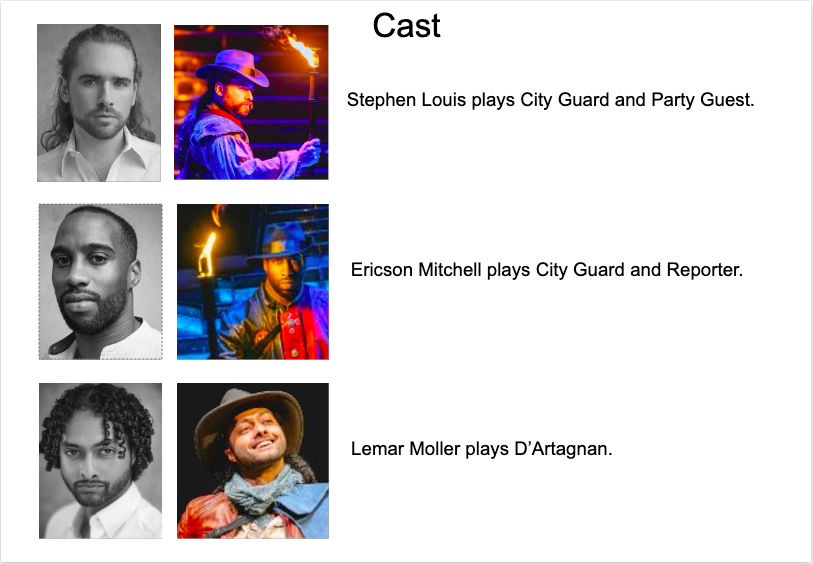 Cast
Stephen Louis plays City Guard and Party Guest.
Ericson Mitchell plays City Guard and Reporter.
Lemar Moller plays D’Artagnan.